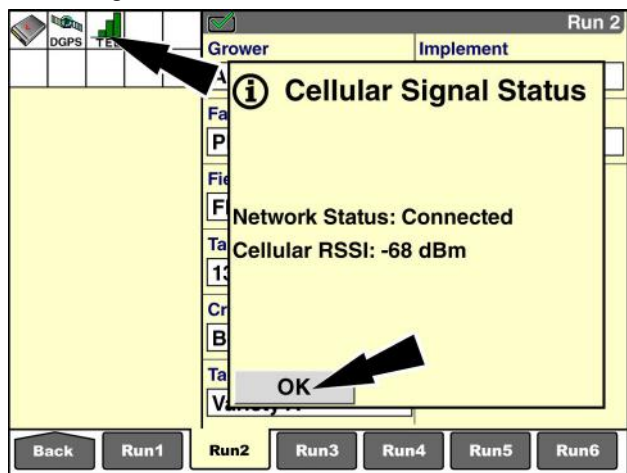 Run 2
DGPS
Grower
Implement
Cellular Signal Status
Network Status: Connected
Cellular RSSI: -68 dBm
OK
Back
Run1
Run2
Run3
Run4
Run5
Run6